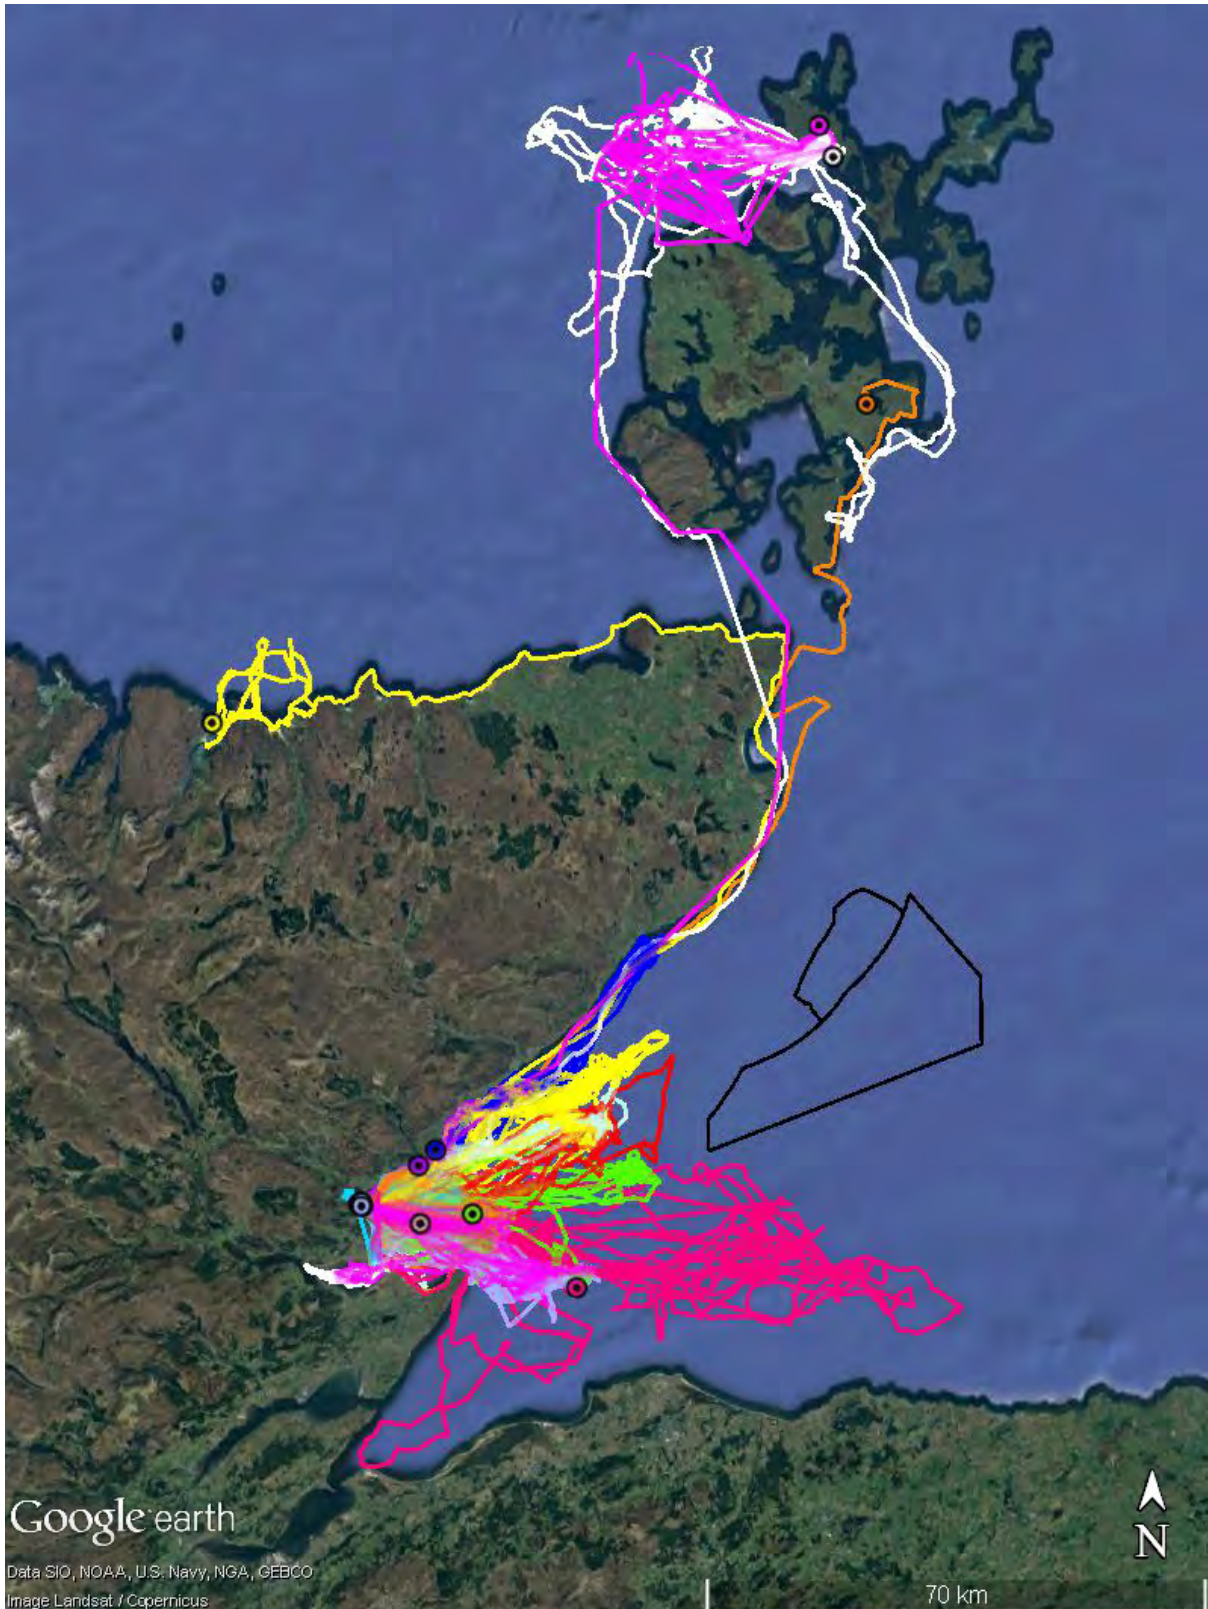 Google earth
N
Data SIO, NOAA, U.S. Navy, NGA, GEBCO
Image Landsat / Copernicus
70 km